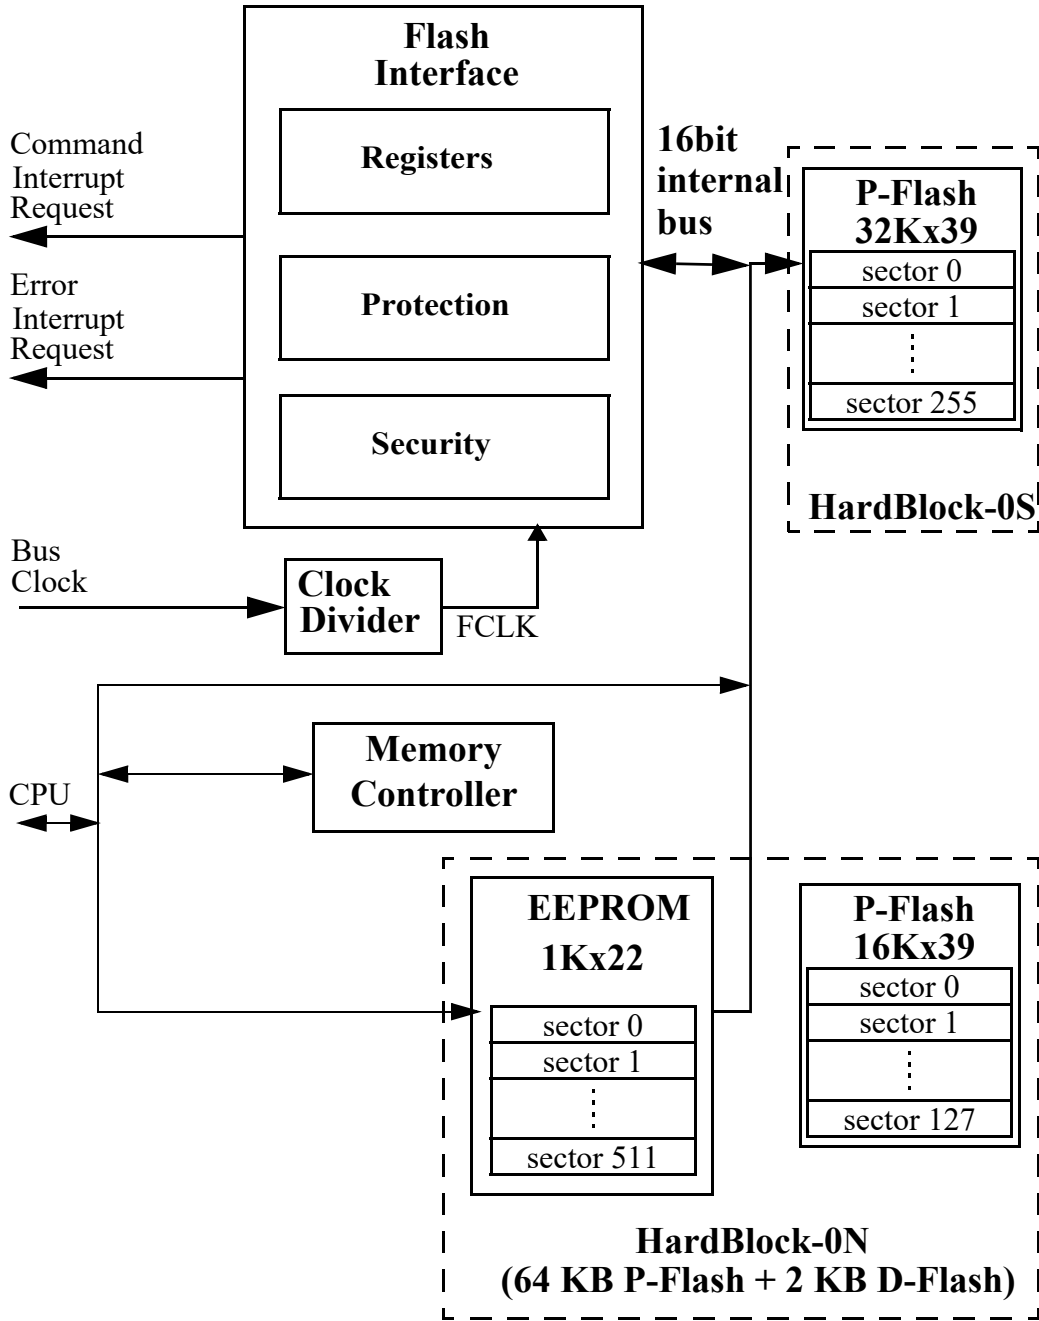 Flash
Interface
Registers
Protection
Security
Command
Interrupt
Request
Error
Interrupt
Request
16bit
internal
bus
P-Flash
32Kx39
sector 0
sector 1
sector 255
HardBlock-0S
Bus
Clock
Clock
Divider
FCLK
Memory
Controller
CPU
EEPROM
1Kx22
sector 0
sector 1
sector 511
P-Flash
16Kx39
sector 0
sector 1
sector 127
HardBlock-0N
(64 KB P-Flash + 2 KB D-Flash)